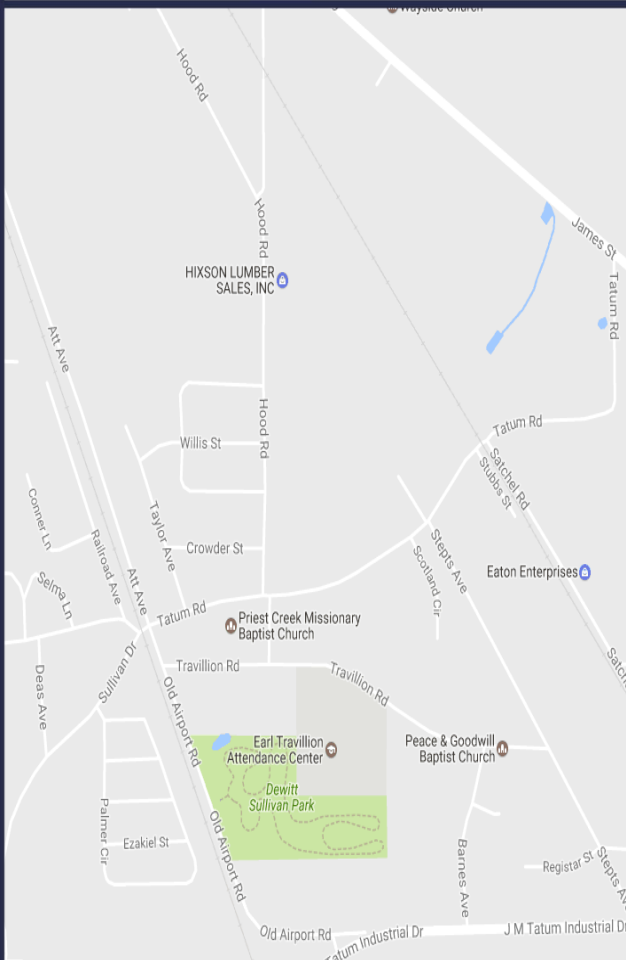 Wayside Church
Hood Rd
Hood Rd
James St
HIXSON LUMBER
SALES, INC
Tatum Rd
Att Ave
Hood Rd
Tatum Rd
Willis St
Satchel Rd
Stubbs St
Conner Ln
Taylor Ave
Crowder St
Railroad Ave
Stepts Ave
Scotland Cir
Eaton Enterprises
Att Ave
Selma Ln
Tatum Rd
Priest Creek Missionary
Baptist Church
Sullivan Dr
Travillion Rd
Travillion Rd
Satch
Deas Ave
Old Airport Rd
Earl Travillion
Attendance Center
Peace & Goodwill
Baptist Church
Dewitt
Sullivan Park
Palmer Cir
Ezakiel St
Old Airport Rd
Barnes Ave
Registar St
Stepts Av
Old Airport Rd
Tatum Industrial Dr
J M Tatum Industrial Dr